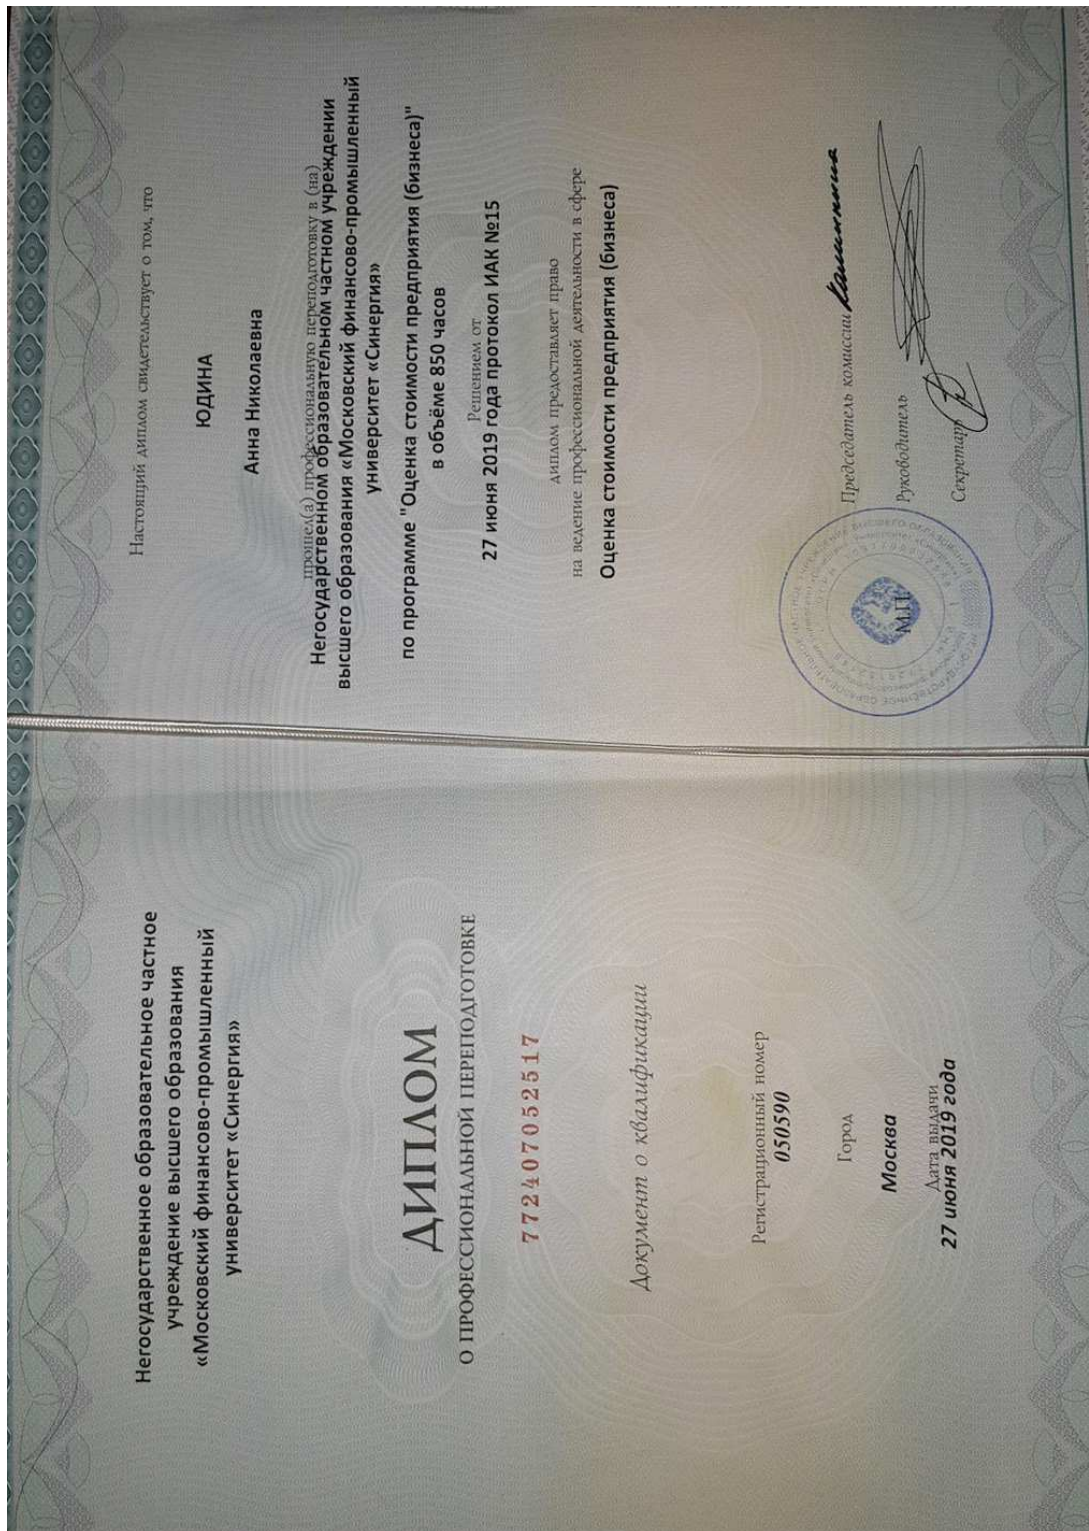 Негосударственное образовательное частное
учреждение высшего образования
«Московский финансово-промышленный
университет «Синергия»
ДИПЛОМ
О ПРОФЕССИОНАЛЬНОЙ ПЕРЕПОДГОТОВКЕ
772407052517
Документ о квалификации
Регистрационный номер
050590
Город
Москва
Дата выдачи
27 июня 2019 года
Настоящий диплом свидетельствует о том, что
ЮДИНА
Анна Николаевна
прошел(а) профессиональную переподготовку в (на)
Негосударственном образовательном частном учреждении
высшего образования «Московский финансово-промышленный
университет «Синергия»
по программе "Оценка стоимости предприятия (бизнеса)"
в объёме 850 часов
Решением от
27 июня 2019 года протокол ИАК №15
диплом предоставляет право
на ведение профессиональной деятельности в сфере
Оценка стоимости предприятия (бизнеса)
Председатель комиссии
Руководитель
М.П.
Секретарь